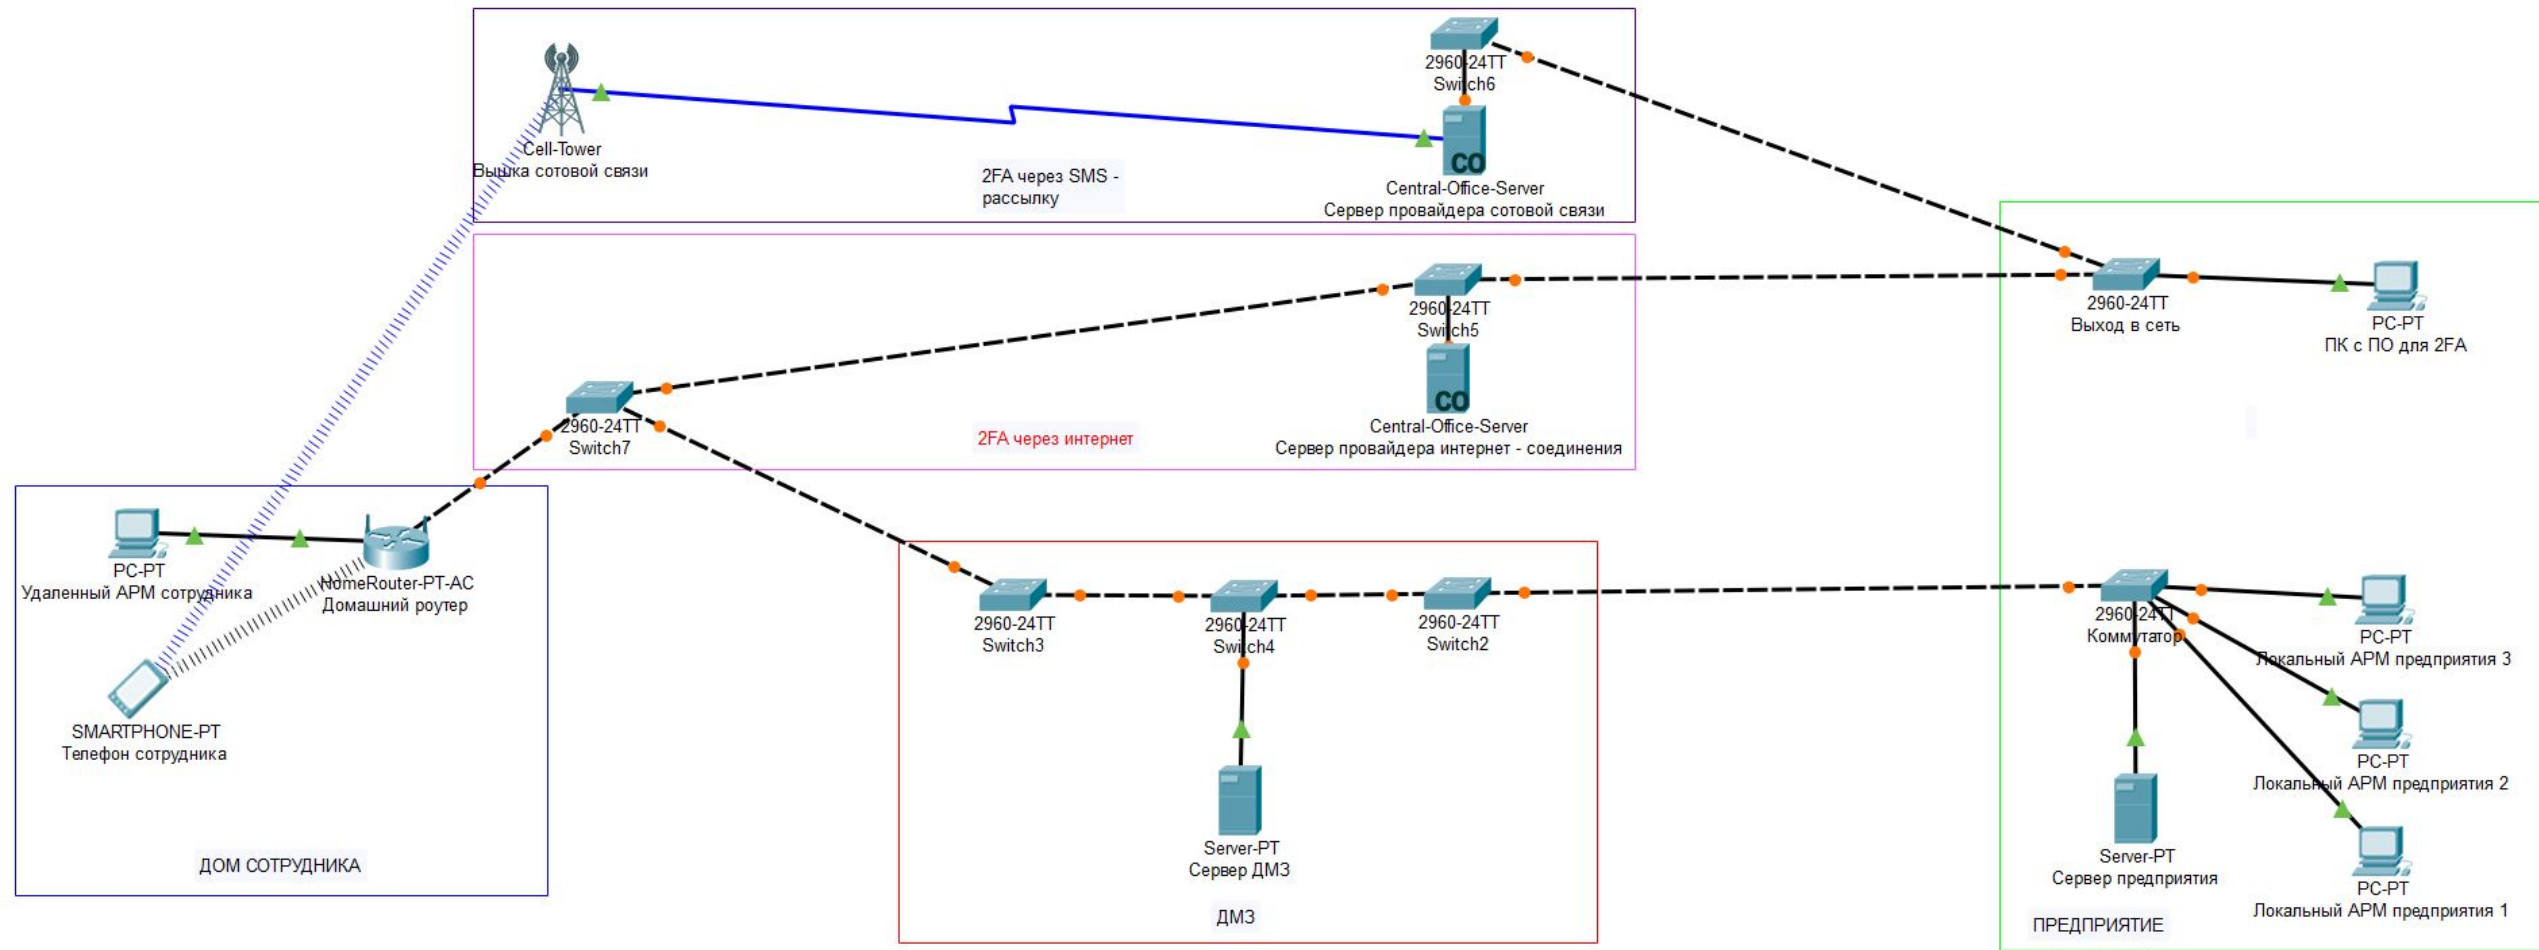 2960-24TT
Switch6
Cell-Tower
Вышка сотовой связи
2FA через SMS -
рассылку
CO
Central-Office-Server
Сервер провайдера сотовой связи
2960-24TT
Switch5
2960-24TT
Выход в сеть
PC-PT
ПК с ПО для 2FA
CO
Central-Office-Server
Сервер провайдера интернет - соединения
2960-24TT
Switch7
2FA через интернет
PC-PT
Удаленный АРМ сотрудника
HomeRouter-PT-AC
Домашний роутер
SMARTPHONE-PT
Телефон сотрудника
ДОМ СОТРУДНИКА
2960-24TT
Switch3
2960-24TT
Switch4
2960-24TT
Switch2
Server-PT
Сервер ДМЗ
ДМЗ
2960-24TT
Коммутатор
PC-PT
Локальный АРМ предприятия 3
PC-PT
Локальный АРМ предприятия 2
Server-PT
Сервер предприятия
PC-PT
Локальный АРМ предприятия 1
ПРЕДПРИЯТИЕ